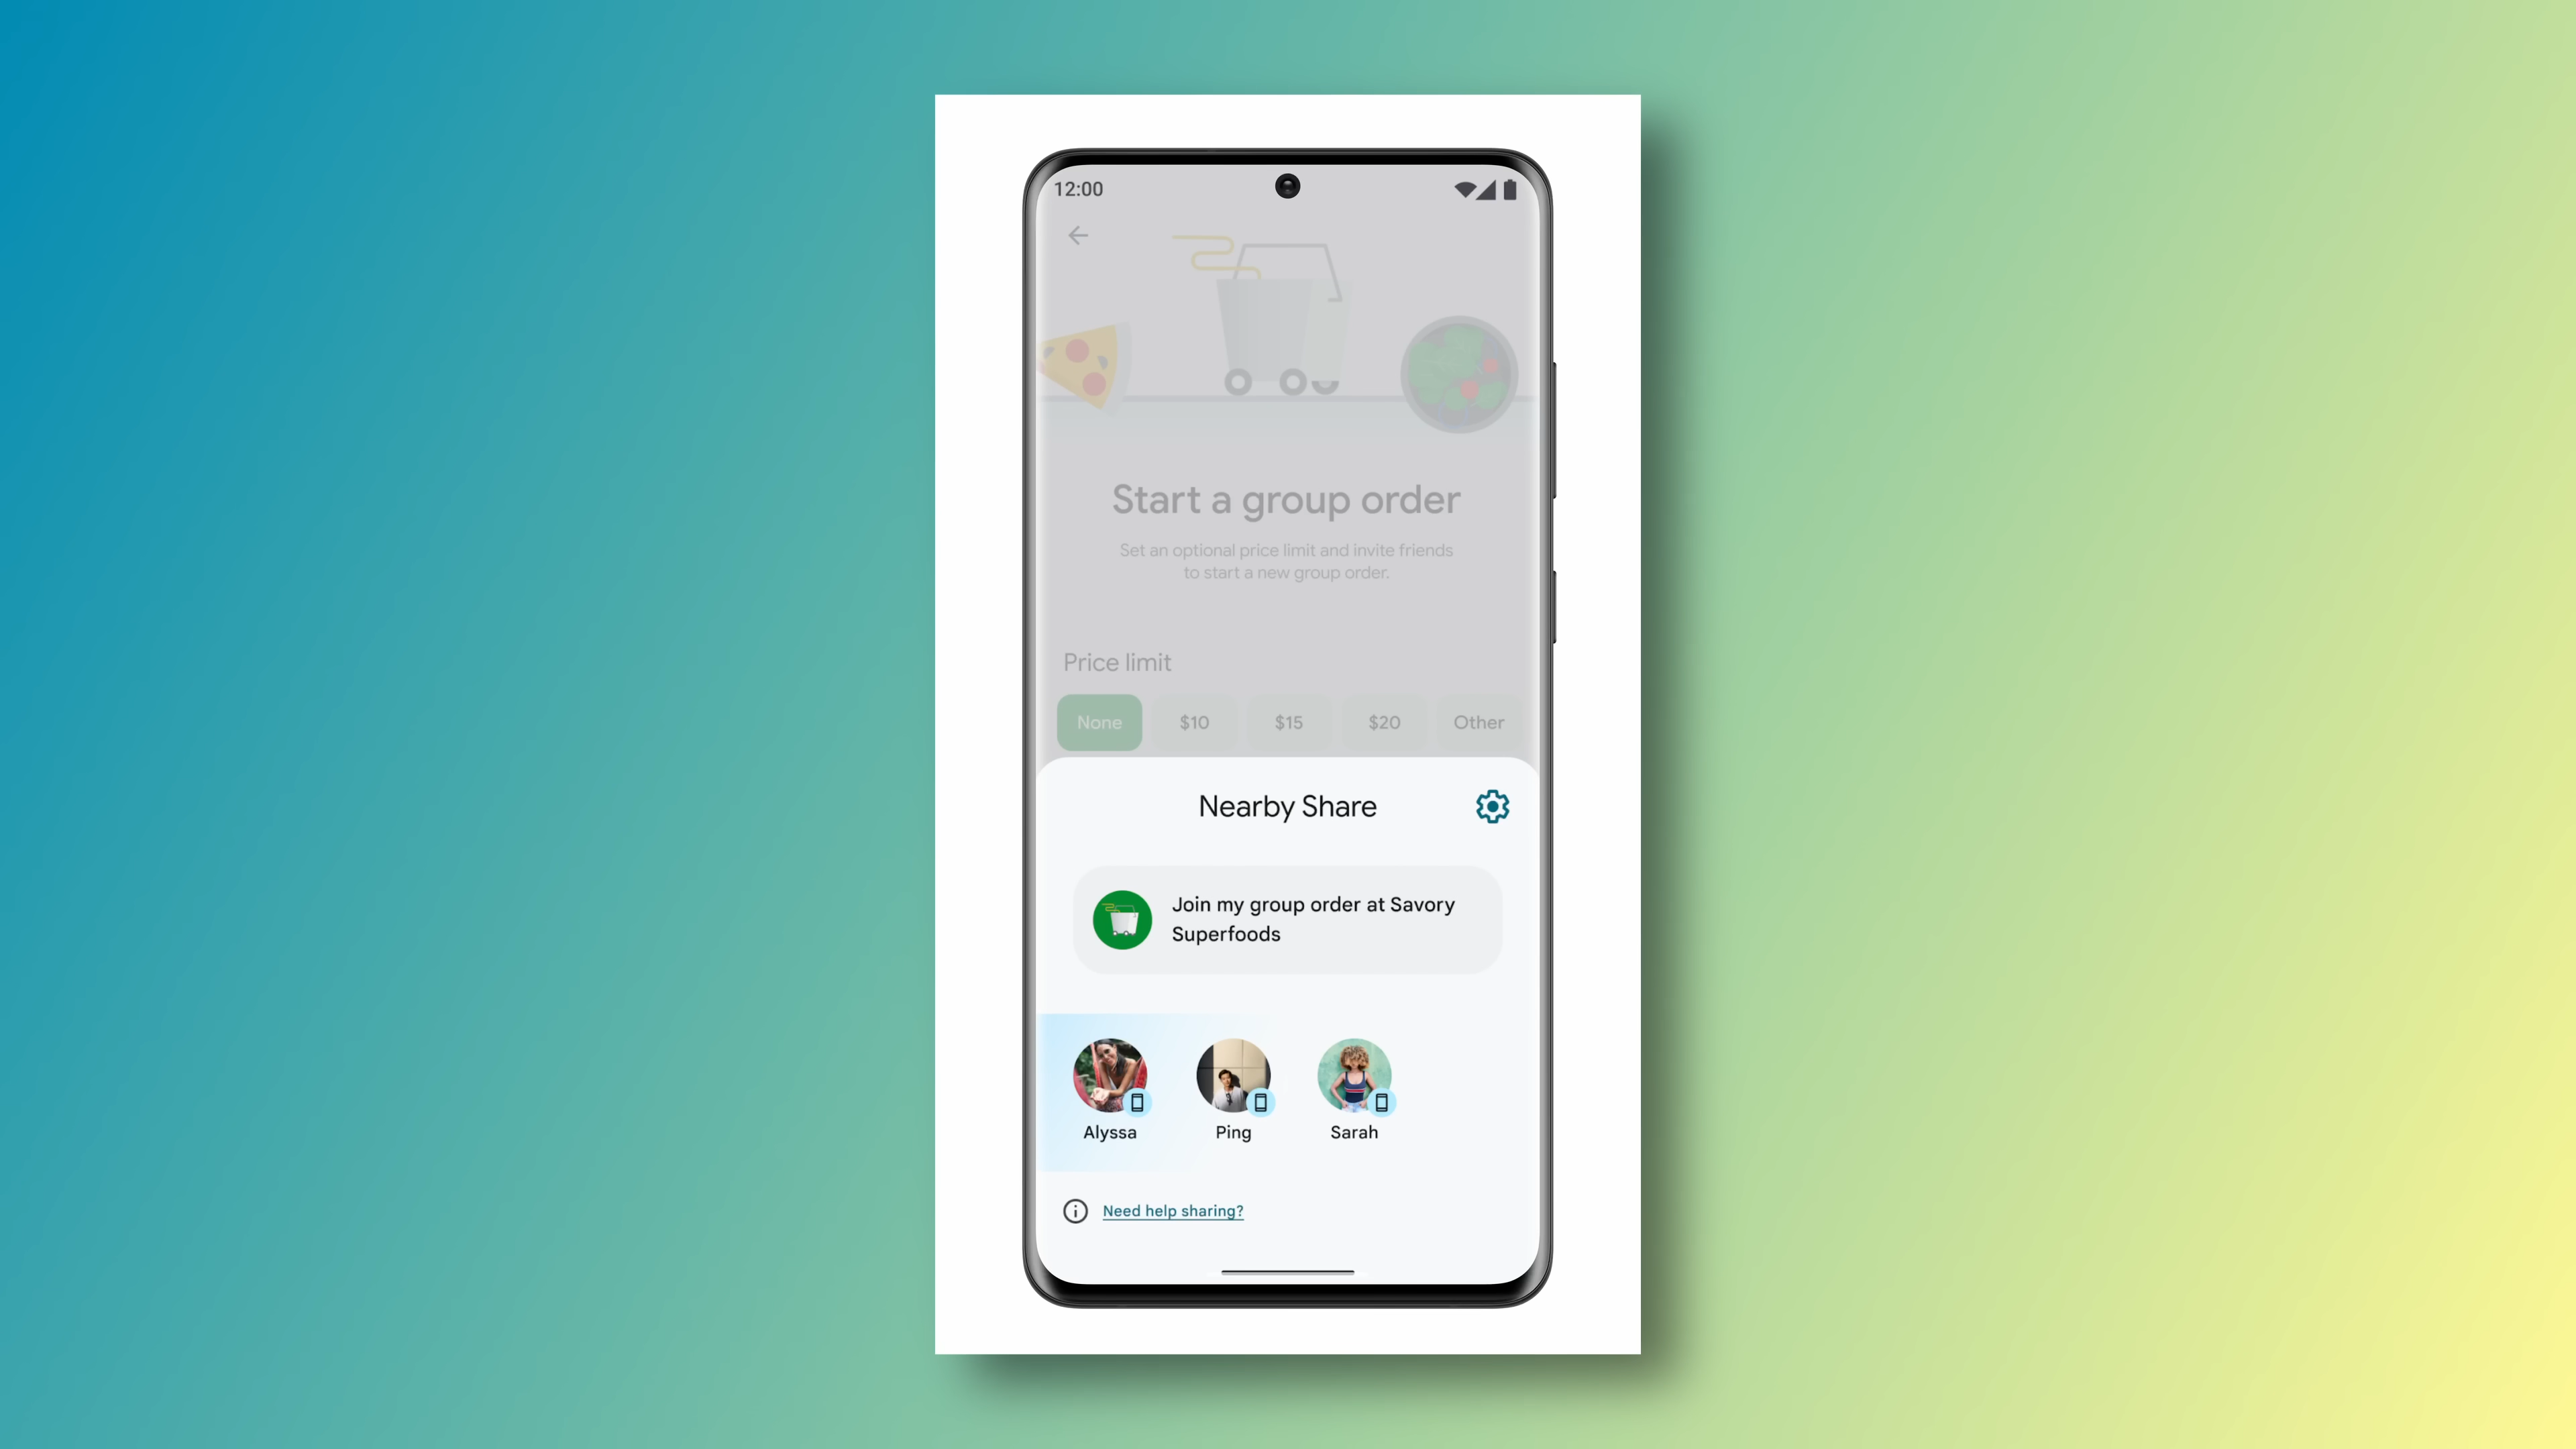 12:00
Start a group order
Set an optional price limit and invite friends
to start a new group order.
Price limit
None
$10
$15
$20
Other
Nearby Share
Join my group order at Savory
Superfoods
Alyssa
Ping
Sarah
Need help sharing?